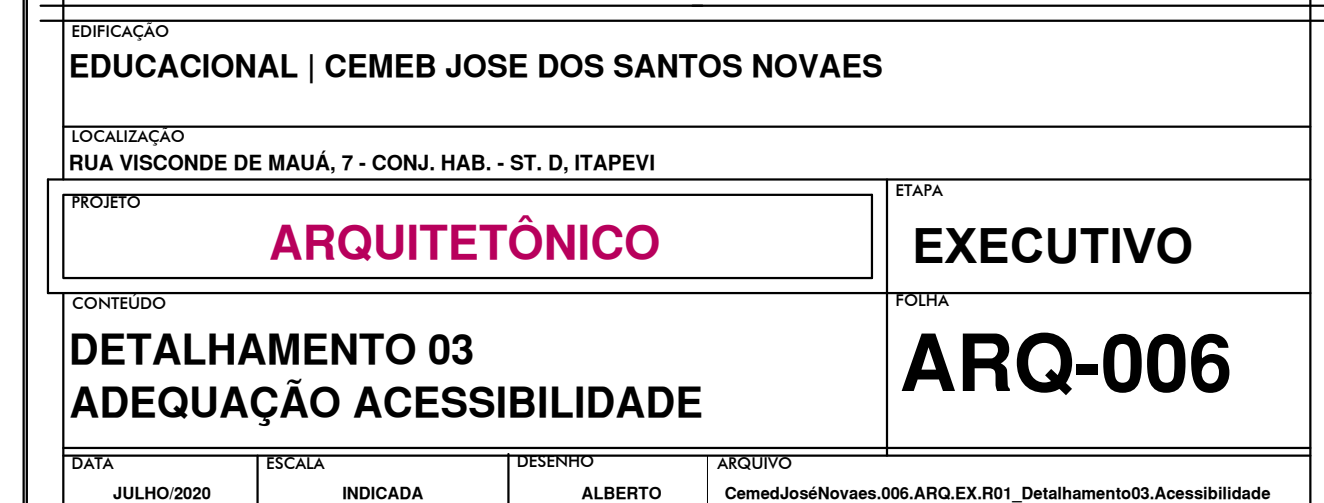 EDIFICAÇÃO
EDUCACIONAL | CEMEB JOSE DOS SANTOS NOVAES
LOCALIZAÇÃO
RUA VISCONDE DE MAUÁ, 7 - CONJ. HAB. - ST. D, ITAPEVI
PROJETO
ARQUITETÔNICO
ETAPA
EXECUTIVO
CONTEÚDO
DETALHAMENTO 03
ADEQUAÇÃO ACESSIBILIDADE
FOLHA
ARQ-006
DATA
JULHO/2020
ESCALA
INDICADA
DESENHO
ALBERTO
ARQUIVO
CemedJoséNovaes.006.ARQ.EX.R01_Detalhamento03.Acessibilidade